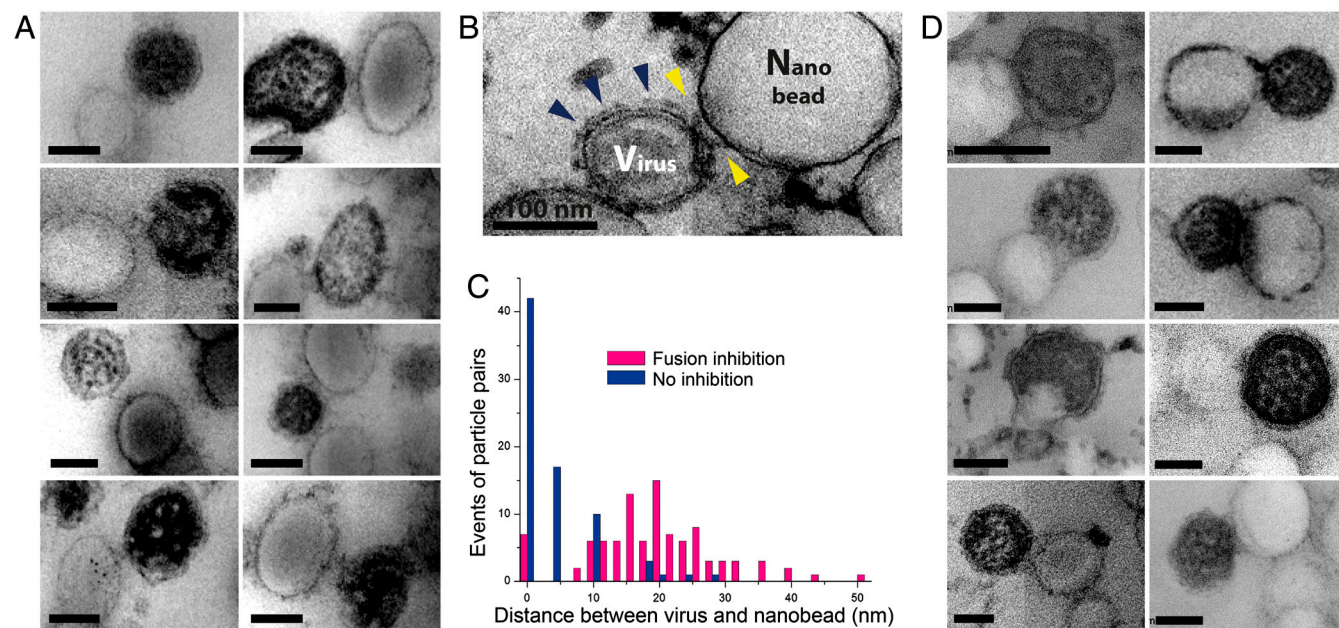 A
B
Nano
bead
Virus
100 nm
C
40
30
20
10
0
Events of particle pairs
Fusion inhibition
No inhibition
0 10 20 30 40 50
Distance between virus and nanobead (nm)
D
m
m